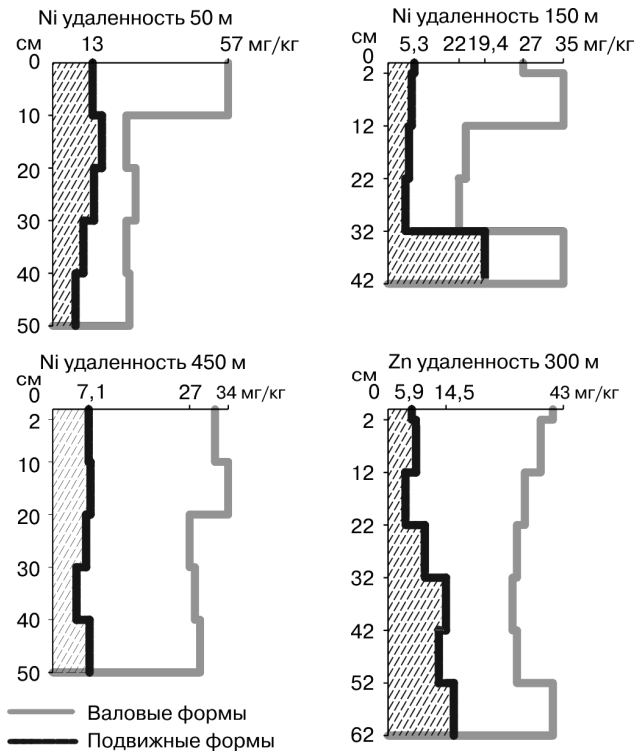 Ni удаленность 50 м
см
0
13
57 мг/кг
10
20
30
40
50
Ni удаленность 150 м
см
0
5,3
22
19,4
27
35 мг/кг
2
12
22
32
42
Ni удаленность 450 м
см
0
7,1
27
34 мг/кг
2
10
20
30
40
50
Zn удаленность 300 м
см
0
5,9
14,5
43 мг/кг
2
12
22
32
42
52
62
Валовые формы
Подвижные формы